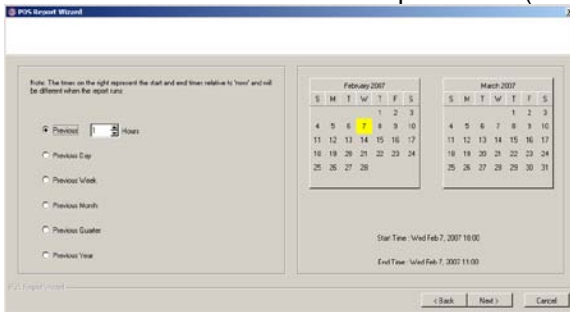 POS Report Wizard
Note: The times on the right represent the start and end times relative to 'now' and will
be different when the report runs
Previous 1 Hours
Previous Day
Previous Week
Previous Month
Previous Quarter
Previous Year
February 2007
S M T W T F S
1 2 3
4 5 6 7 8 9 10
11 12 13 14 15 16 17
18 19 20 21 22 23 24
25 26 27 28
March 2007
S M T W T F S
1 2 3
4 5 6 7 8 9 10
11 12 13 14 15 16 17
18 19 20 21 22 23 24
25 26 27 28 29 30 31
Start Time : Wed Feb 7, 2007 10:00
End Time : Wed Feb 7, 2007 11:00
POS Report Wizard
< Back Next > Cancel